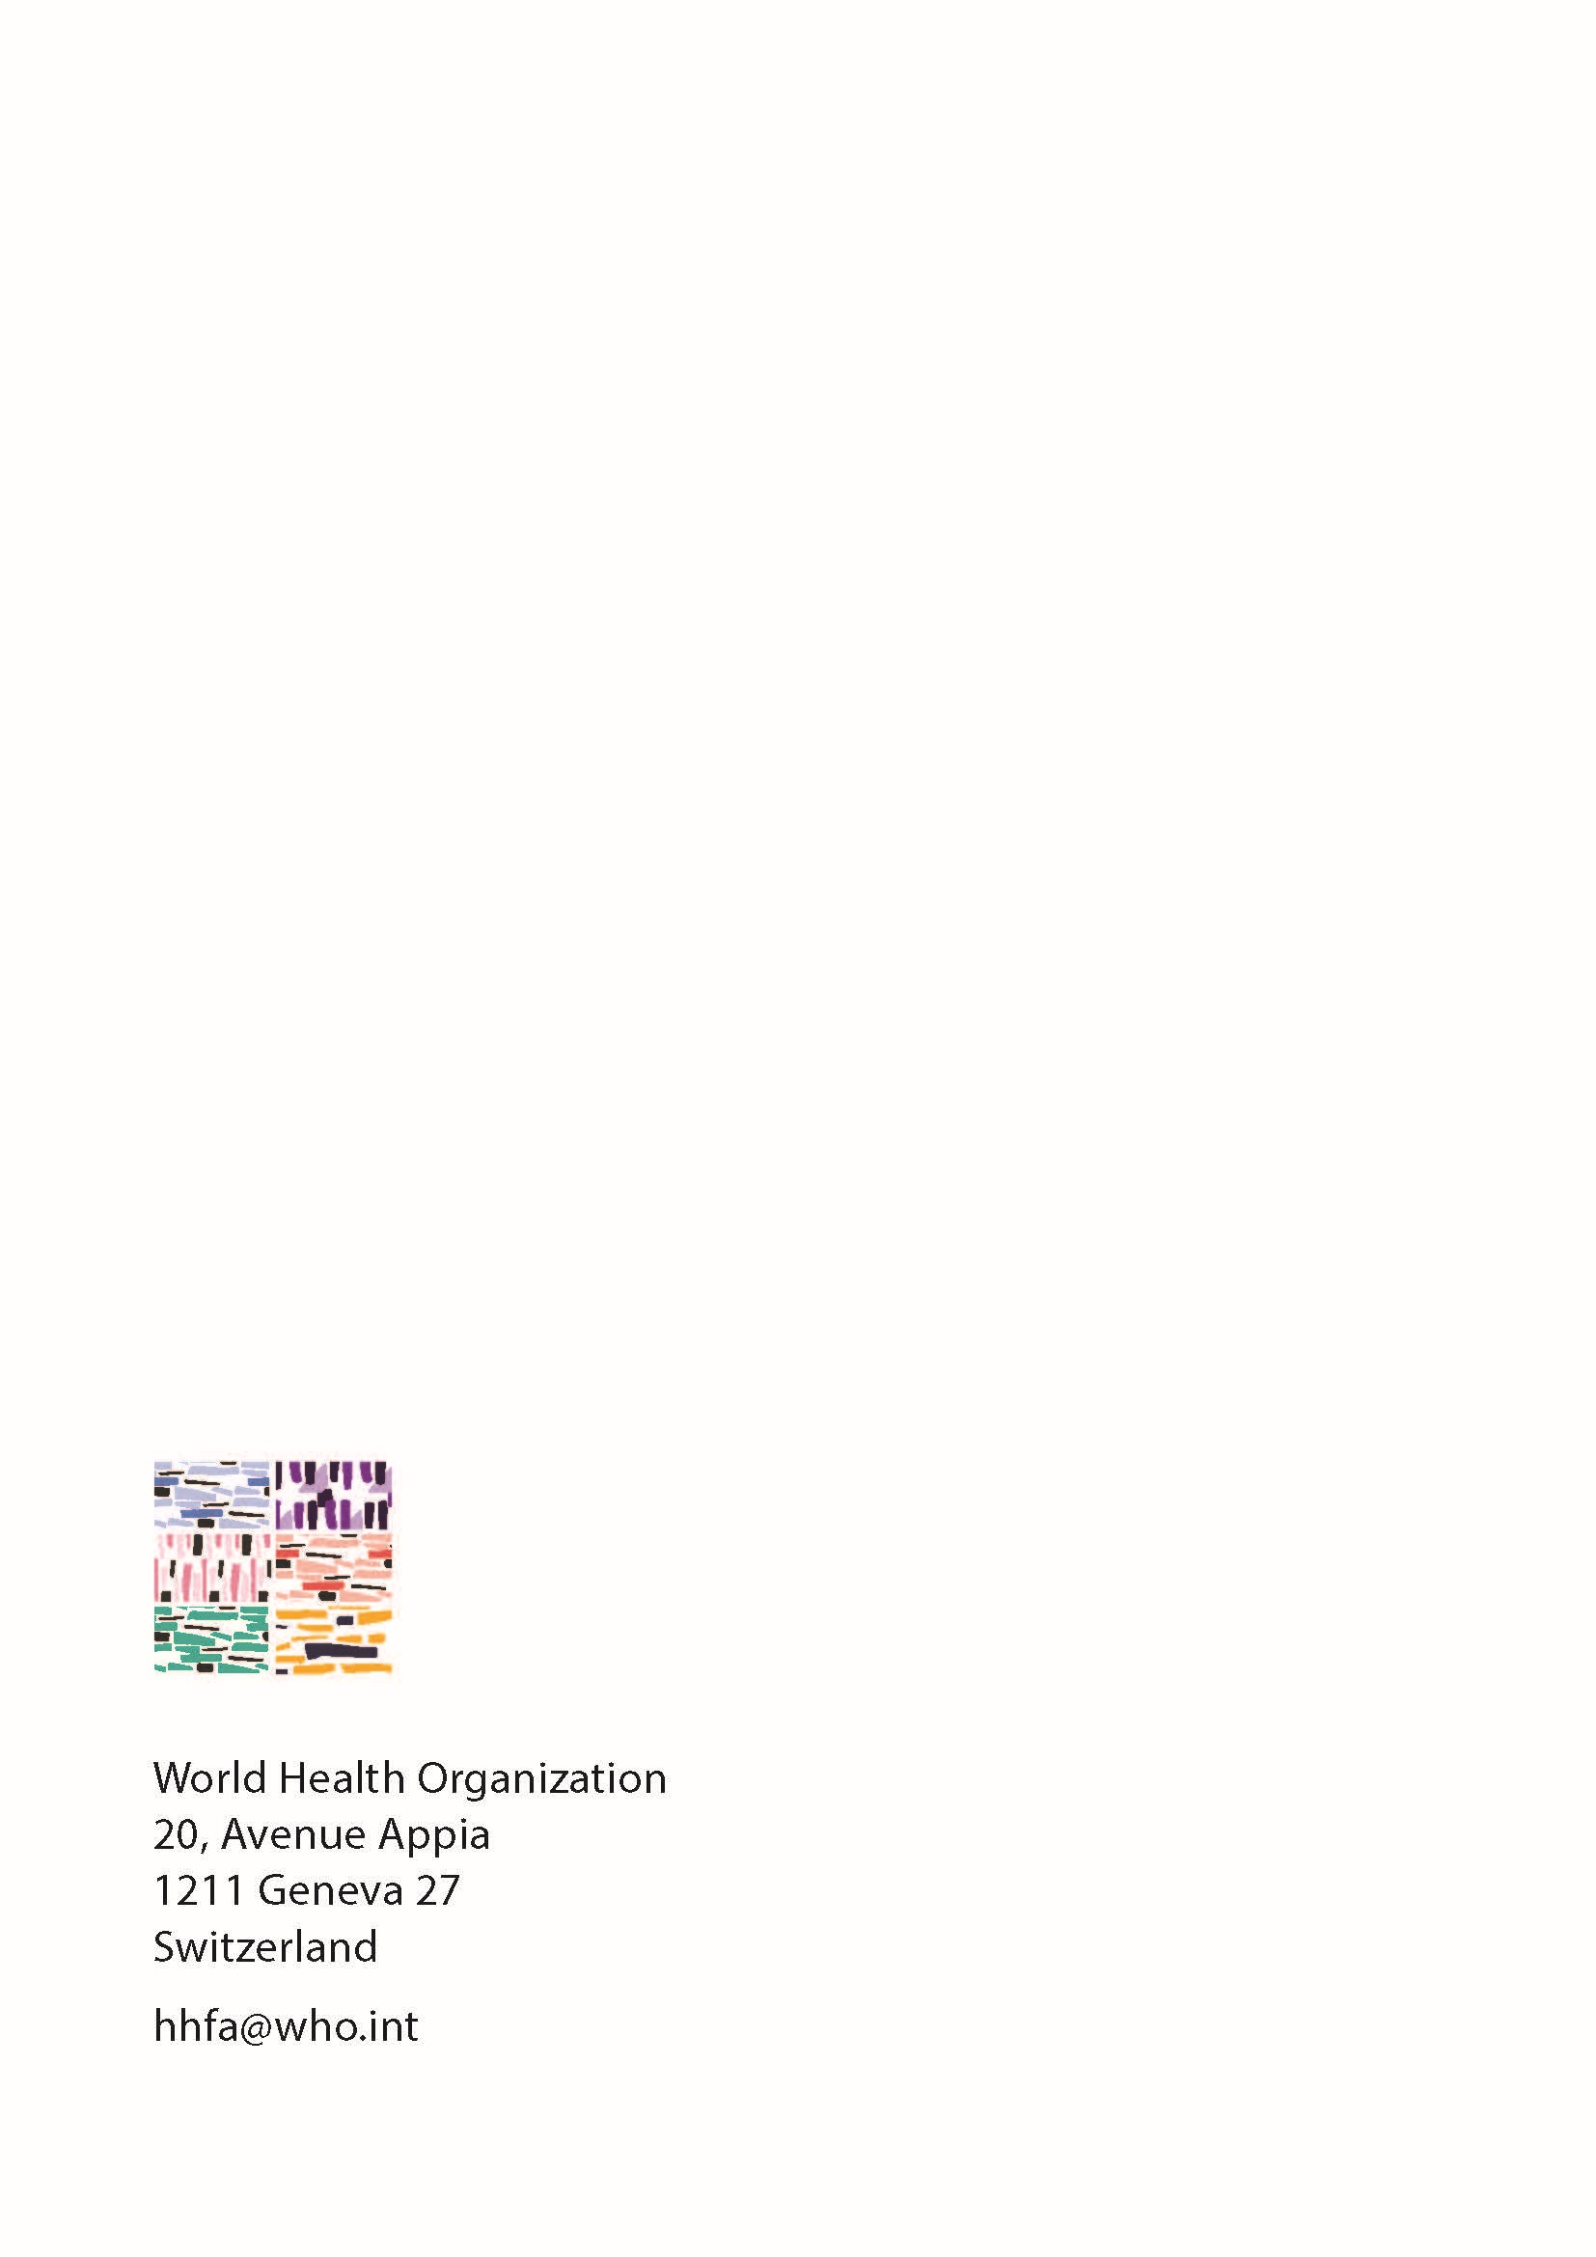 World Health Organization
20, Avenue Appia
1211 Geneva 27
Switzerland
hhfa@who.int